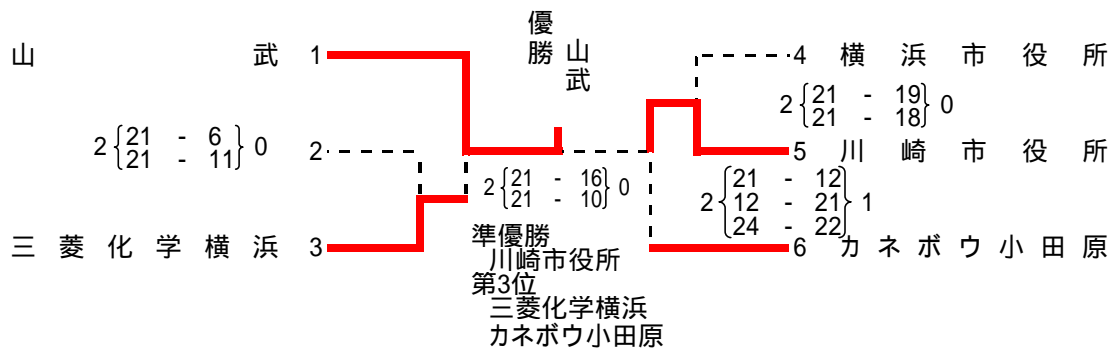 優勝
山武
山武 1
2
三菱化学横浜 3
2 {21 - 6} 0
{21 - 11}
4 横浜市役所
5 川崎市役所
6 カネボウ小田原
2 {21 - 19} 0
{21 - 18}
2 {21 - 12} 1
{12 - 21}
{24 - 22}
2 {21 - 16} 0
{21 - 10}
準優勝
川崎市役所
第3位
三菱化学横浜
カネボウ小田原